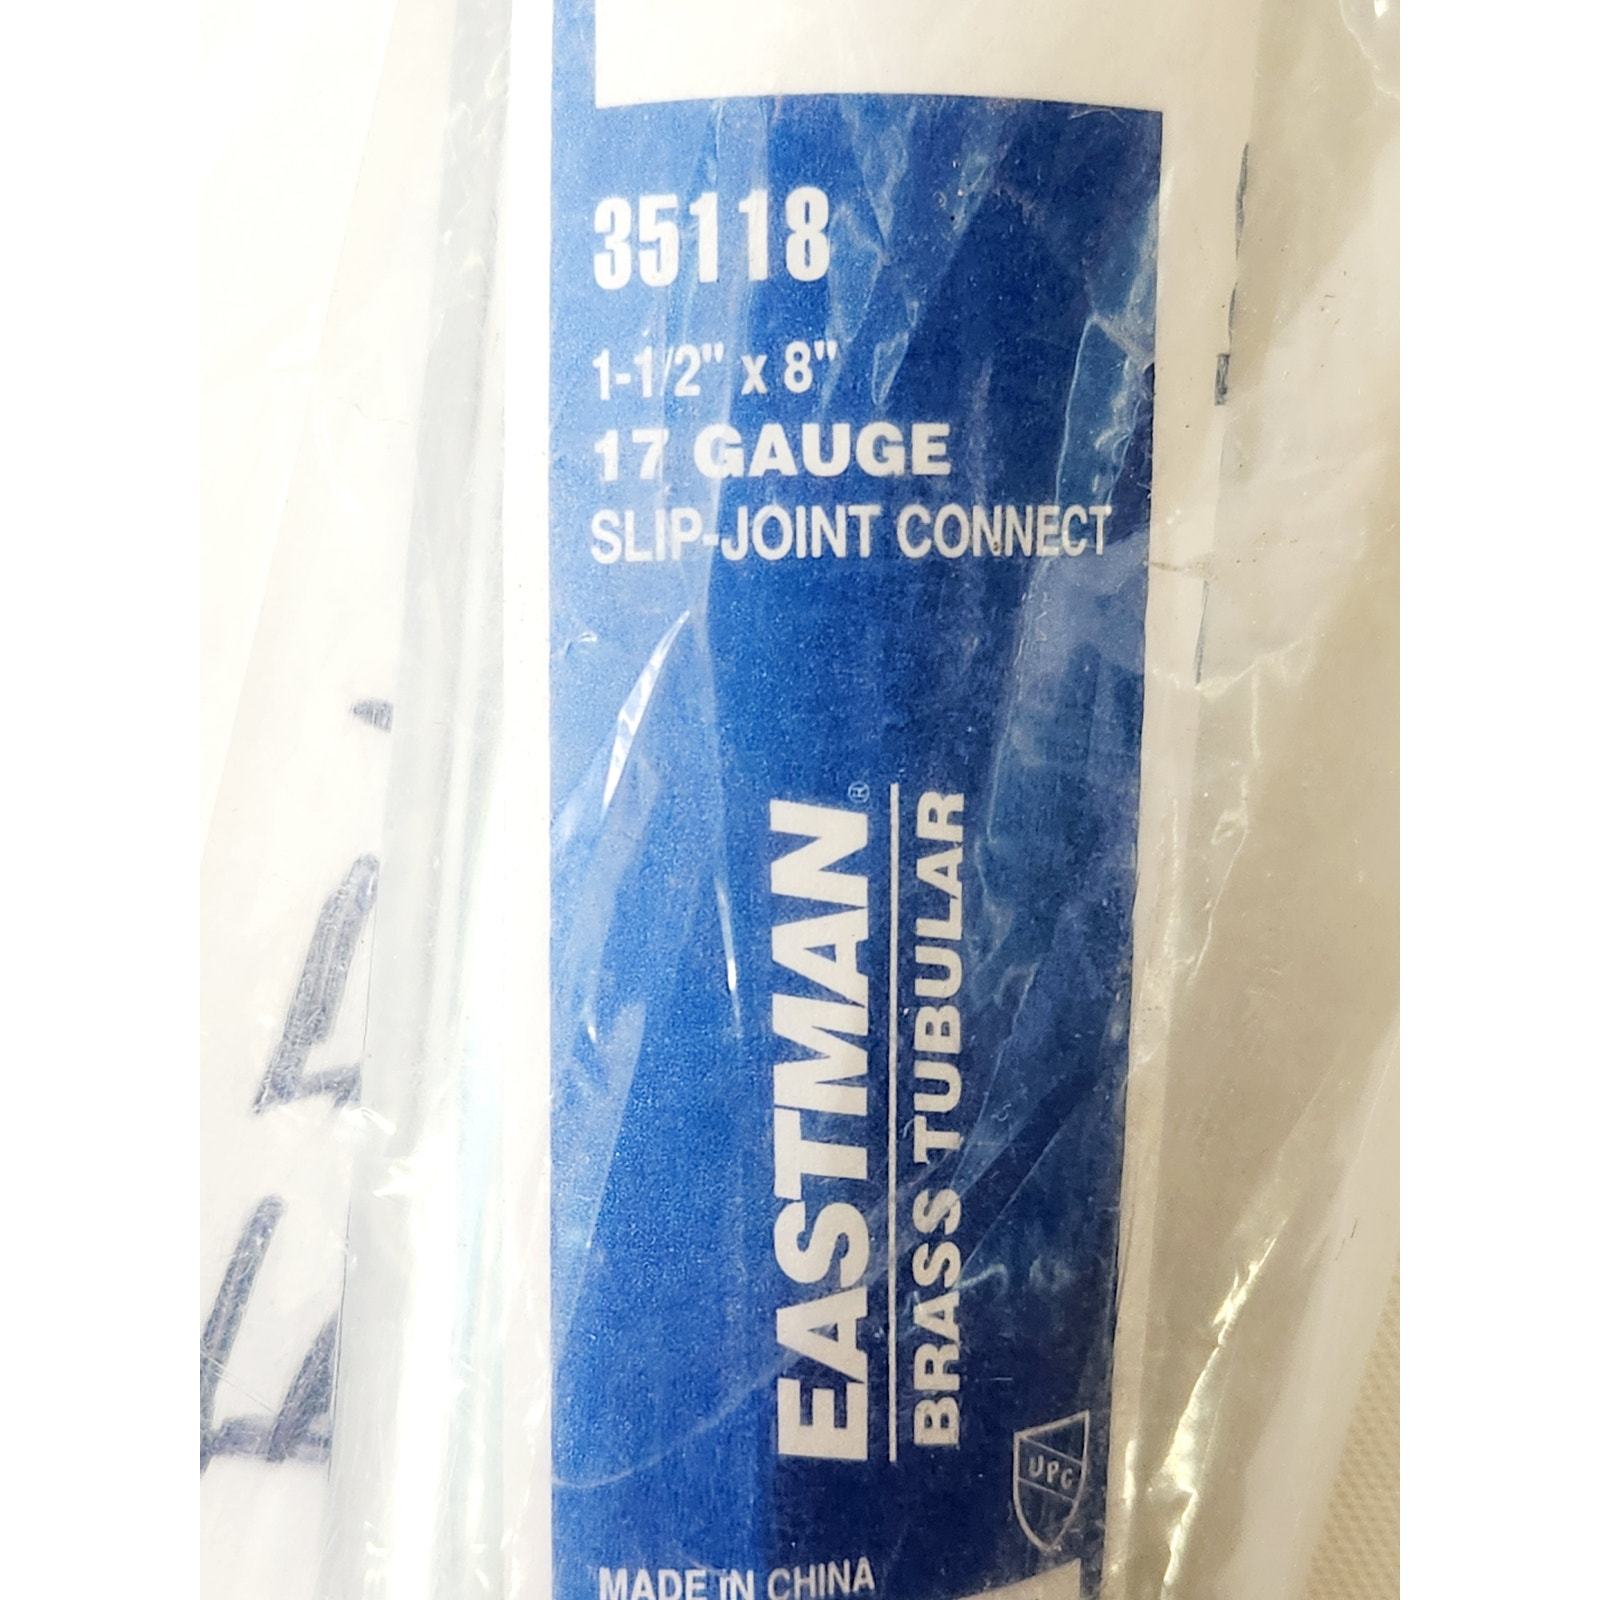 35118
1-1/2" x 8"
17 GAUGE
SLIP-JOINT CONNECT
EASTMAN®
BRASS TUBULAR
UPC
MADE IN CHINA